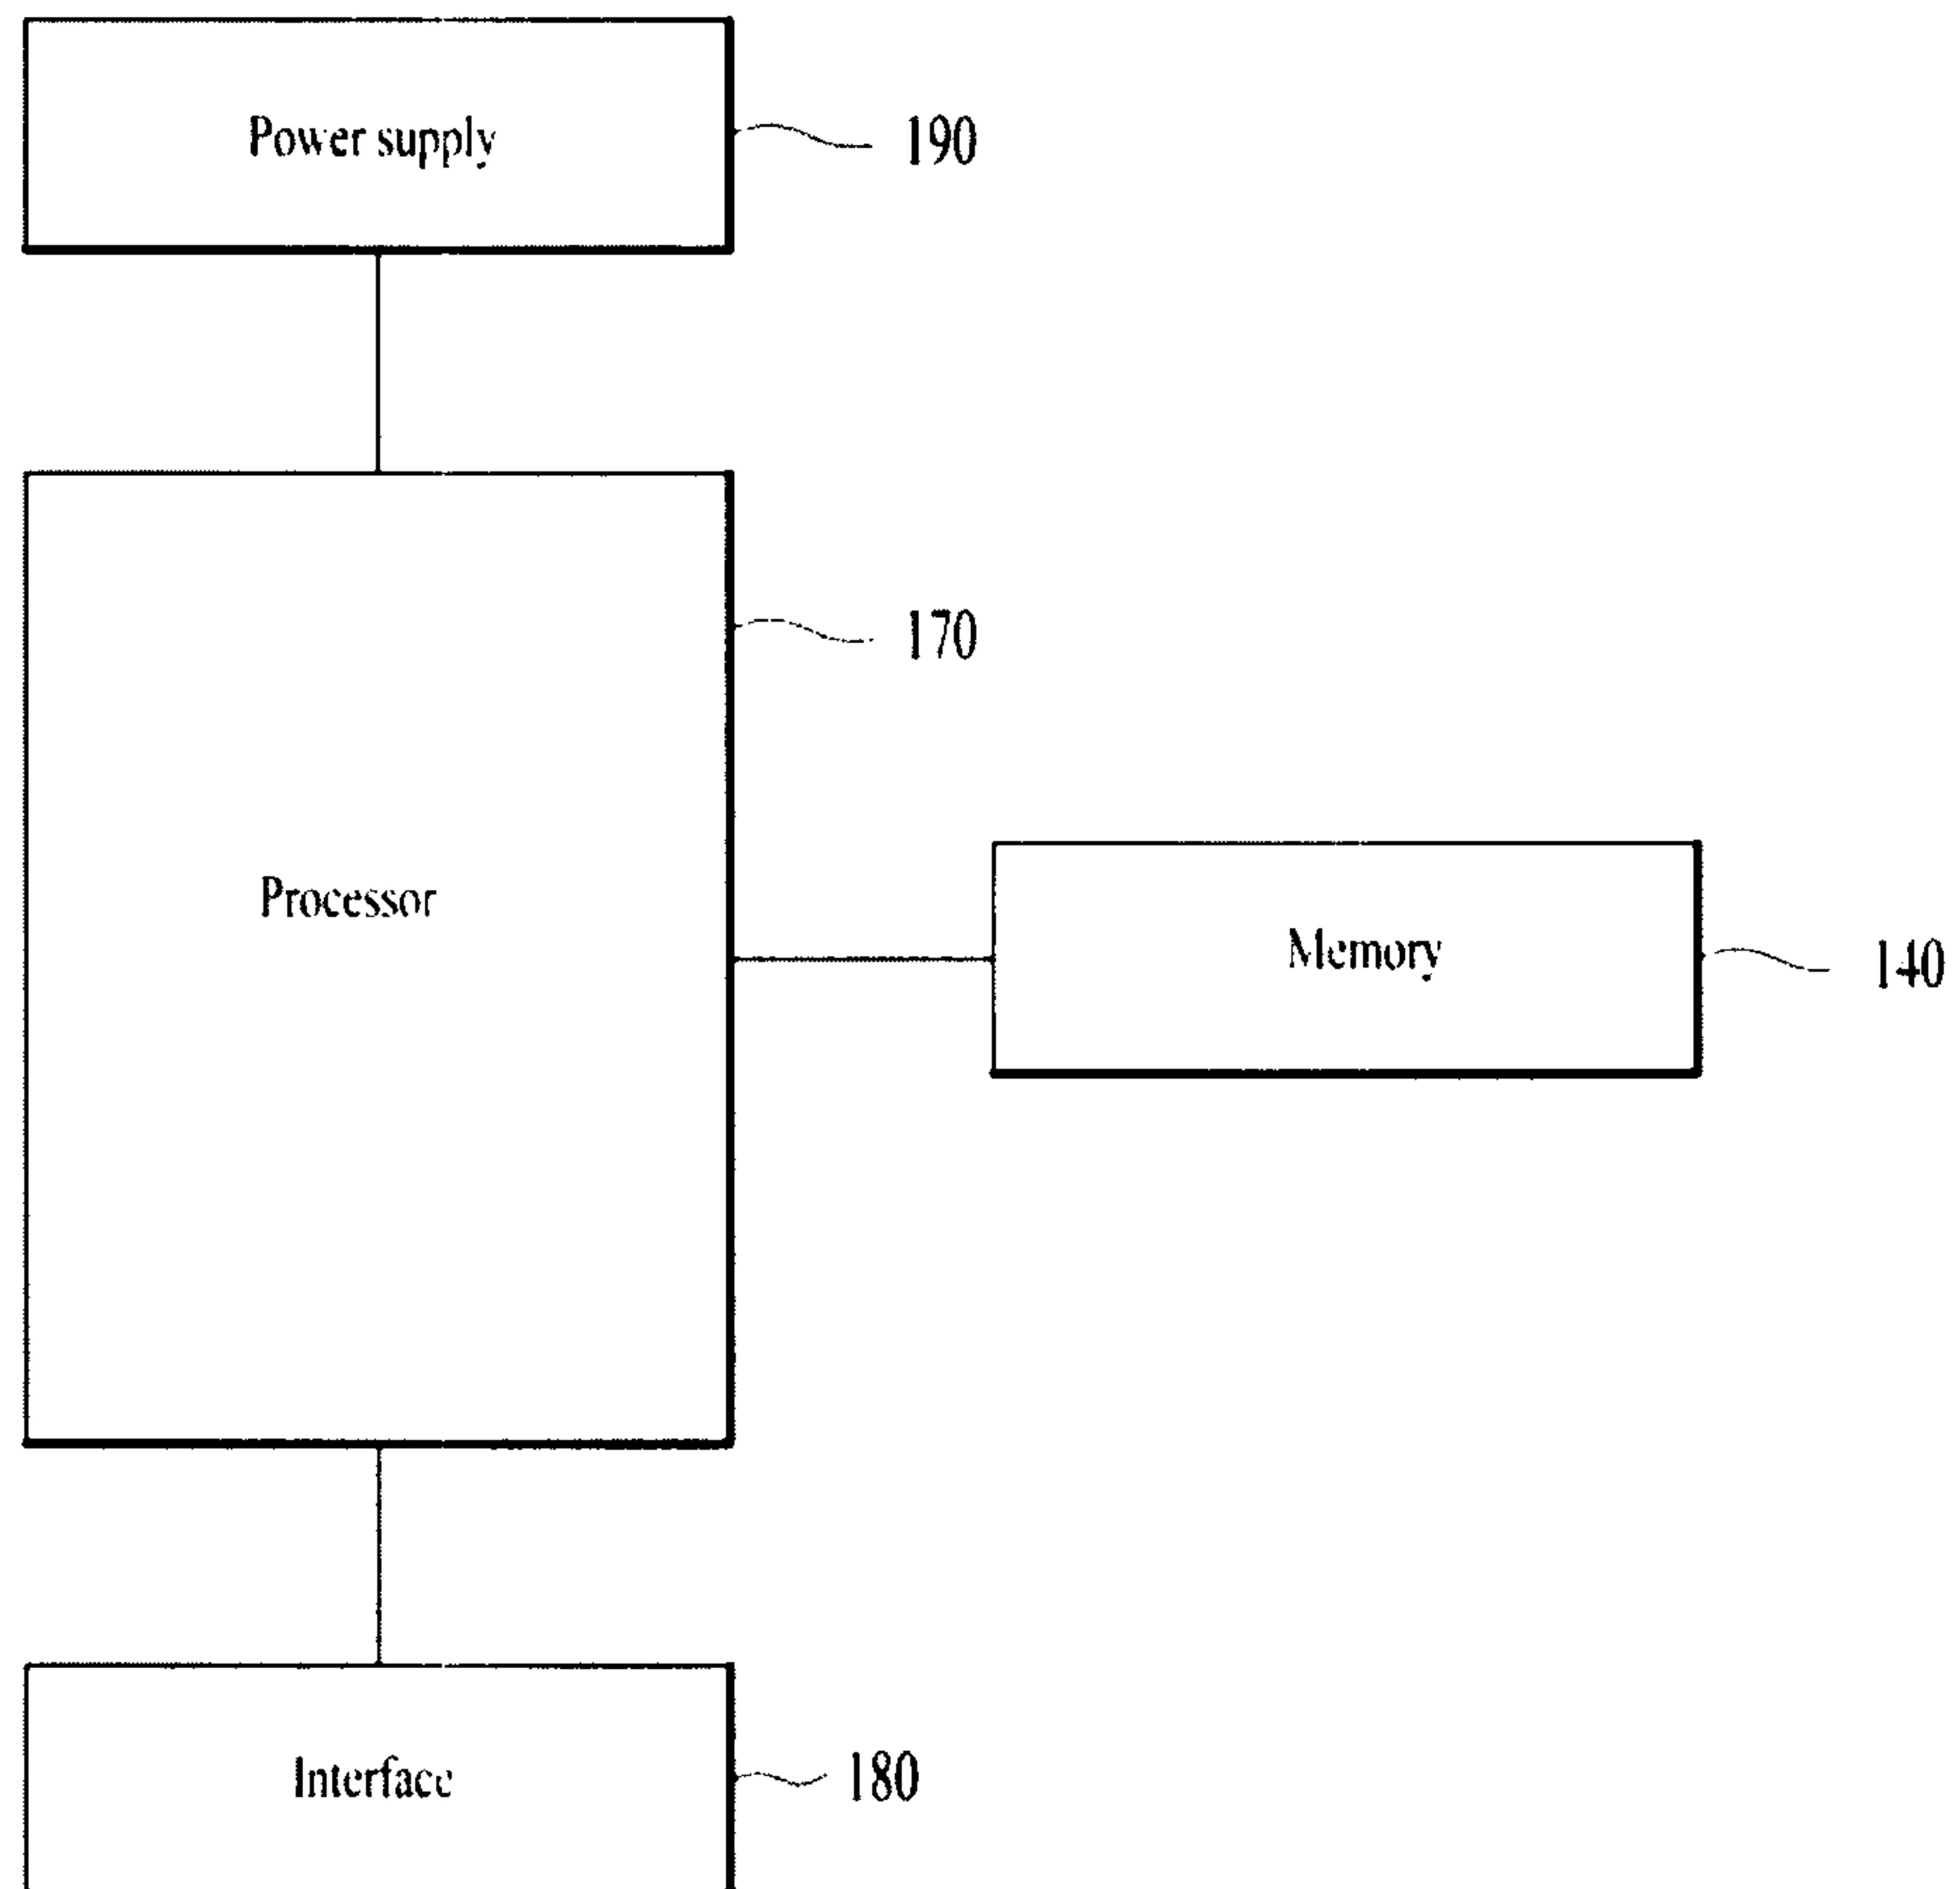 Power supply
190
170
Processor
Memory
140
Interface
180